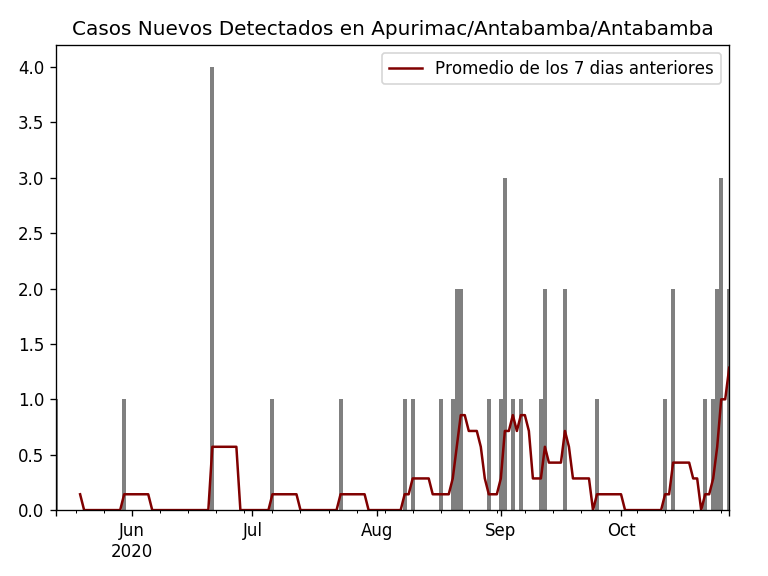 Casos Nuevos Detectados en Apurimac/Antabamba/Antabamba
Promedio de los 7 dias anteriores
4.0
3.5
3.0
2.5
2.0
1.5
1.0
0.5
0.0
Jun
2020
Jul
Aug
Sep
Oct